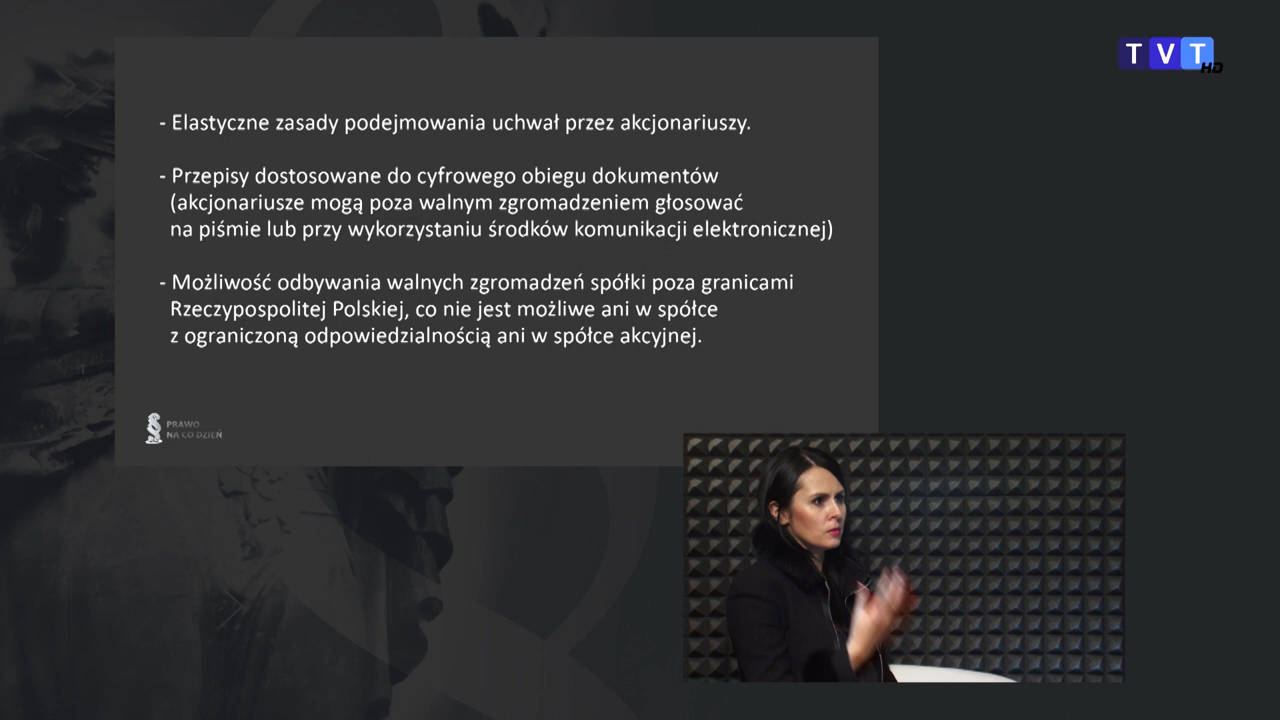 TVT
HD
- Elastyczne zasady podejmowania uchwał przez akcjonariuszy.
- Przepisy dostosowane do cyfrowego obiegu dokumentów
(akcjonariusze mogą poza walnym zgromadzeniem głosować
na piśmie lub przy wykorzystaniu środków komunikacji elektronicznej)
- Możliwość odbywania walnych zgromadzeń spółki poza granicami
Rzeczypospolitej Polskiej, co nie jest możliwe ani w spółce
z ograniczoną odpowiedzialnością ani w spółce akcyjnej.
PRAWO
NA CO DZIEŃ